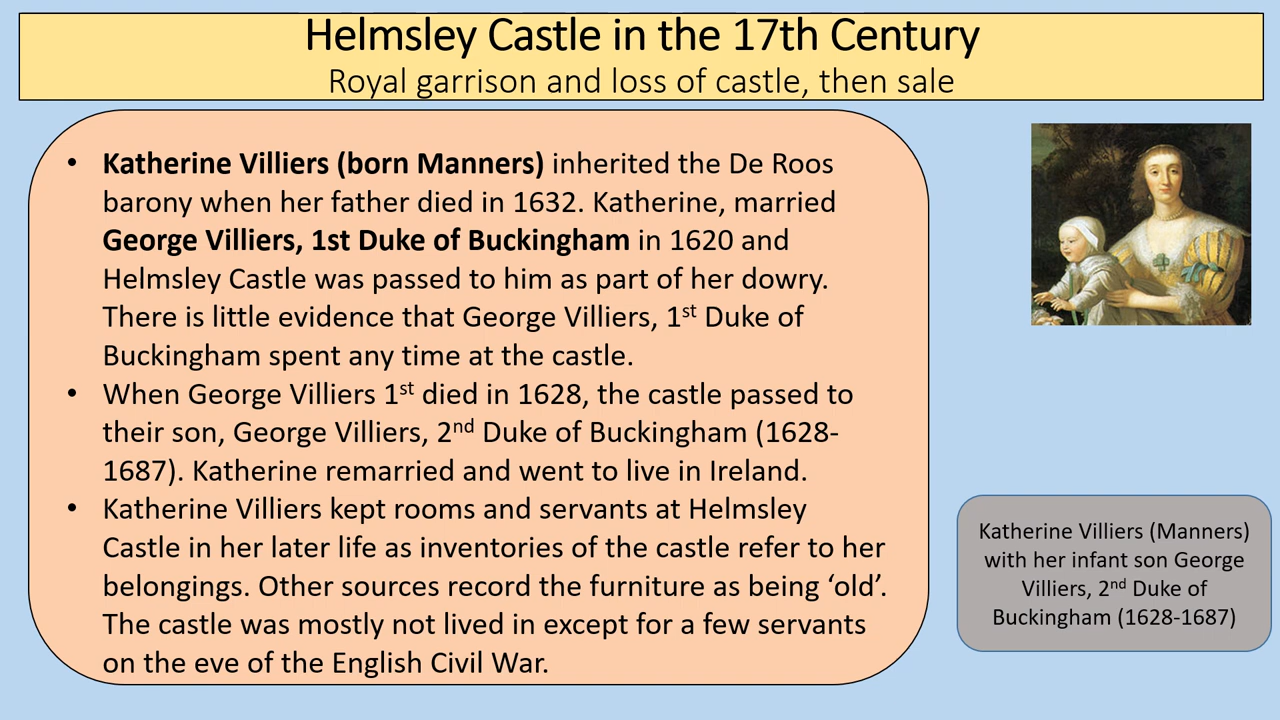 Helmsley Castle in the 17th Century
Royal garrison and loss of castle, then sale
• Katherine Villiers (born Manners) inherited the De Roos
barony when her father died in 1632. Katherine, married
George Villiers, 1st Duke of Buckingham in 1620 and
Helmsley Castle was passed to him as part of her dowry.
There is little evidence that George Villiers, 1st Duke of
Buckingham spent any time at the castle.
• When George Villiers 1st died in 1628, the castle passed to
their son, George Villiers, 2nd Duke of Buckingham (1628-
1687). Katherine remarried and went to live in Ireland.
• Katherine Villiers kept rooms and servants at Helmsley
Castle in her later life as inventories of the castle refer to her
belongings. Other sources record the furniture as being ‘old’.
The castle was mostly not lived in except for a few servants
on the eve of the English Civil War.
Katherine Villiers (Manners)
with her infant son George
Villiers, 2nd Duke of
Buckingham (1628-1687)